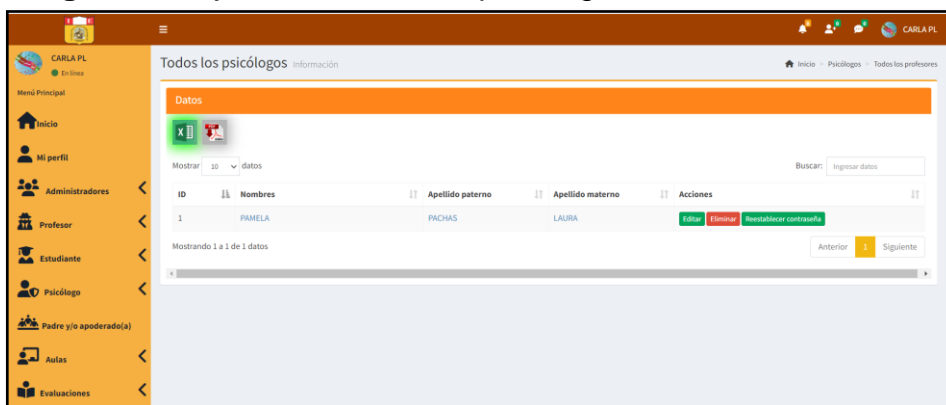 CARLA PL
CARLA PL
En línea
Todos los psicólogos Información
Inicio > Psicólogos > Todos los profesores
Menú Principal
Inicio
Mi perfil
Administradores
Profesor
Estudiante
Psicólogo
Padre y/o apoderado(a)
Aulas
Evaluaciones
Datos
Mostrar 10 datos
Buscar: Ingresar datos
ID Nombres Apellido paterno Apellido materno Acciones
1 PAMELA PACHAS LAURA Editar Eliminar Reestablecer contraseña
Mostrando 1 a 1 de 1 datos
Anterior 1 Siguiente